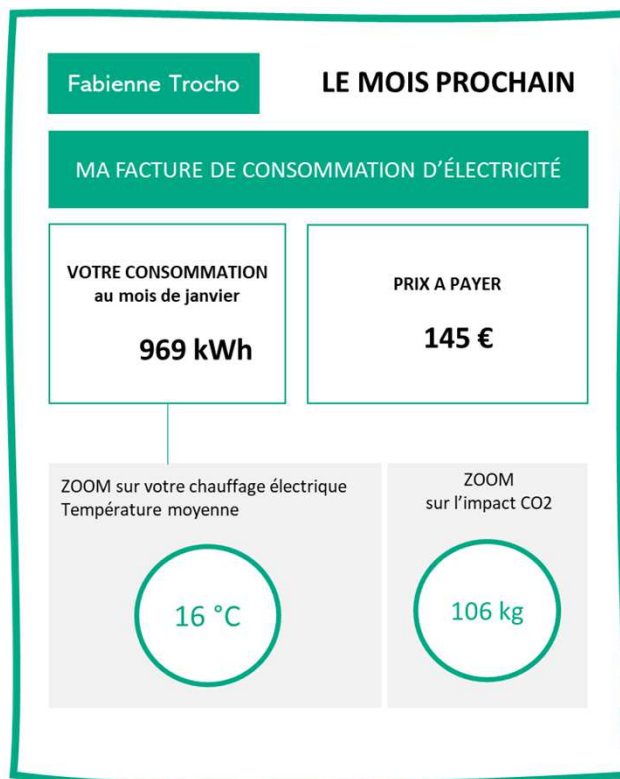 Fabienne Trocho
LE MOIS PROCHAIN
MA FACTURE DE CONSOMMATION D’ÉLECTRICITÉ
VOTRE CONSOMMATION
au mois de janvier
969 kWh
PRIX A PAYER
145 €
ZOOM sur votre chauffage électrique
Température moyenne
16 °C
ZOOM
sur l’impact CO2
106 kg